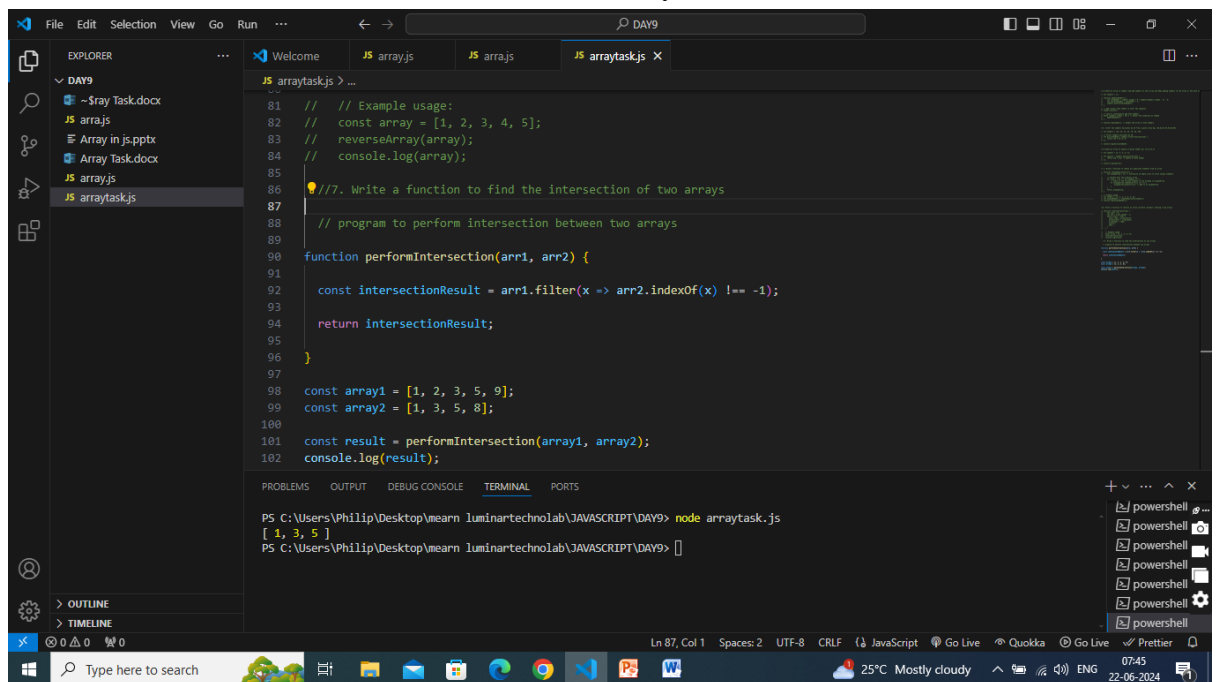 File Edit Selection View Go Run ··· ← → DAY9
EXPLORER ···
DAY9
~$ray Task.docx
JS arra.js
Array in js.pptx
Array Task.docx
JS array.js
JS arraytask.js
OUTLINE
TIMELINE
Welcome JS array.js JS arra.js JS arraytask.js ×
JS arraytask.js > ...
81 // // Example usage:
82 // const array = [1, 2, 3, 4, 5];
83 // reverseArray(array);
84 // console.log(array);
85
86 //7. Write a function to find the intersection of two arrays
87
88 // program to perform intersection between two arrays
89
90 function performIntersection(arr1, arr2) {
91
92 const intersectionResult = arr1.filter(x => arr2.indexOf(x) !== -1);
93
94 return intersectionResult;
95
96 }
97
98 const array1 = [1, 2, 3, 5, 9];
99 const array2 = [1, 3, 5, 8];
100
101 const result = performIntersection(array1, array2);
102 console.log(result);
PROBLEMS OUTPUT DEBUG CONSOLE TERMINAL PORTS
PS C:\Users\Philip\Desktop\mearn luminartechnolab\JAVASCRIPT\DAY9> node arraytask.js
[ 1, 3, 5 ]
PS C:\Users\Philip\Desktop\mearn luminartechnolab\JAVASCRIPT\DAY9>
powershell
powershell
powershell
powershell
powershell
powershell
powershell
0 0 0 Ln 87, Col 1 Spaces: 2 UTF-8 CRLF JavaScript Go Live Quokka Go Live Prettier
Type here to search 25°C Mostly cloudy ENG 07:45
22-06-2024